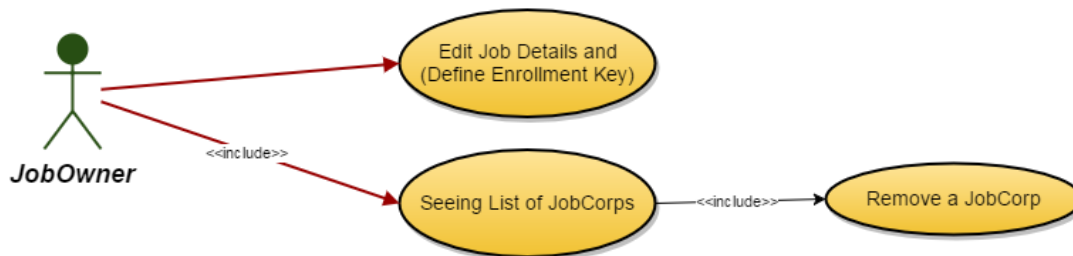 Edit Job Details and
(Define Enrollment Key)
<<include>>
JobOwner
Seeing List of JobCorps
<<include>>
Remove a JobCorp